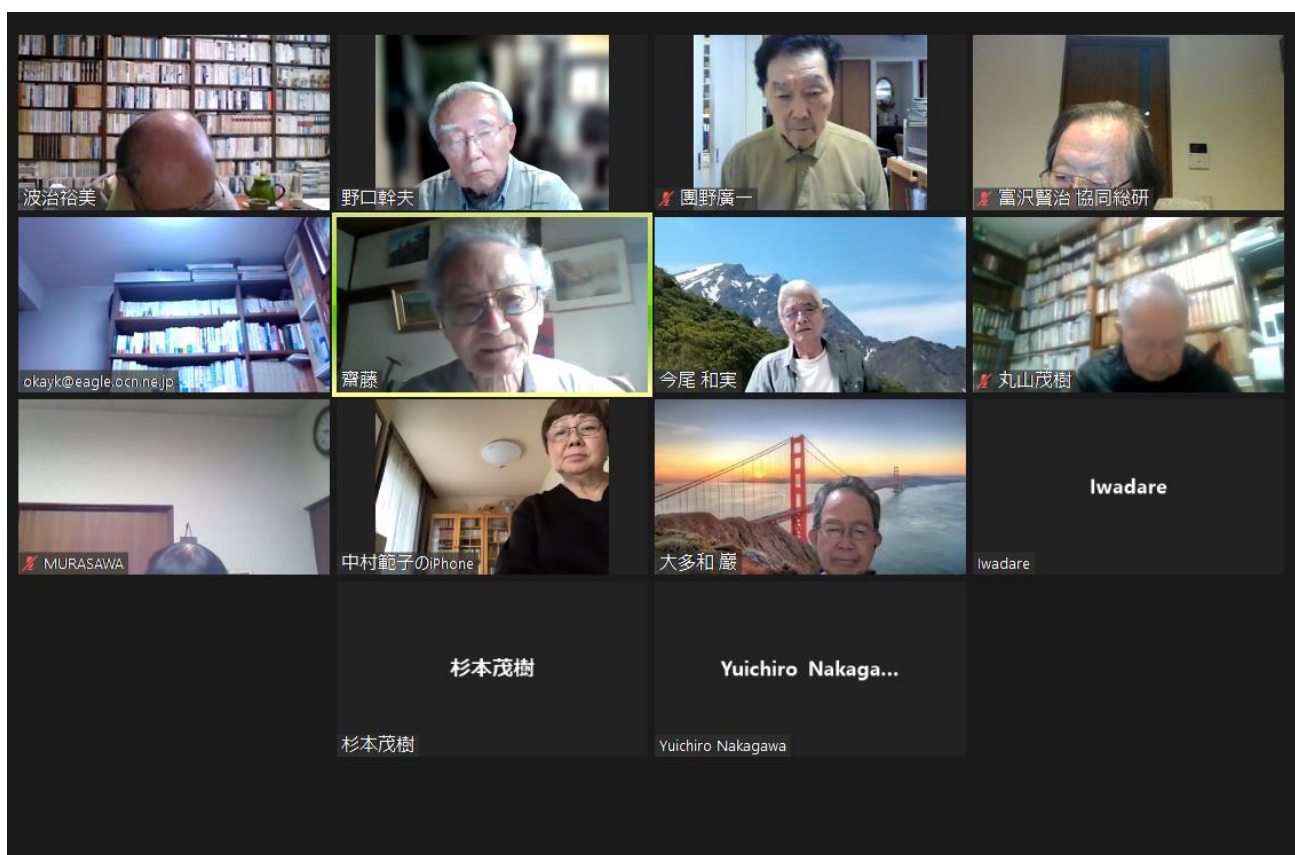 波治裕美
野口幹夫
團野廣一
富沢賢治 協同総研
okayk@eagle.ocn.ne.jp
齋藤
今尾 和実
丸山茂樹
MURASAWA
中村範子のiPhone
大多和 巖
Iwadare
Iwadare
杉本茂樹
杉本茂樹
Yuichiro Nakaga...
Yuichiro Nakagawa